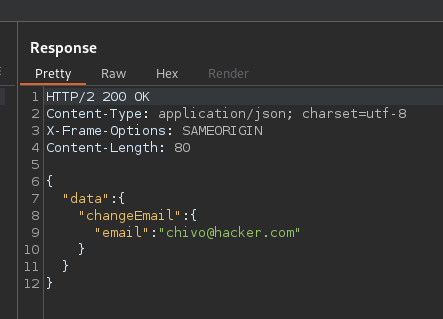 Response
Pretty Raw Hex Render
1 HTTP/2 200 OK
2 Content-Type: application/json; charset=utf-8
3 X-Frame-Options: SAMEORIGIN
4 Content-Length: 80
5
6 {
7 "data":{
8 "changeEmail":{
9 "email":"chivo@hacker.com"
10 }
11 }
12 }